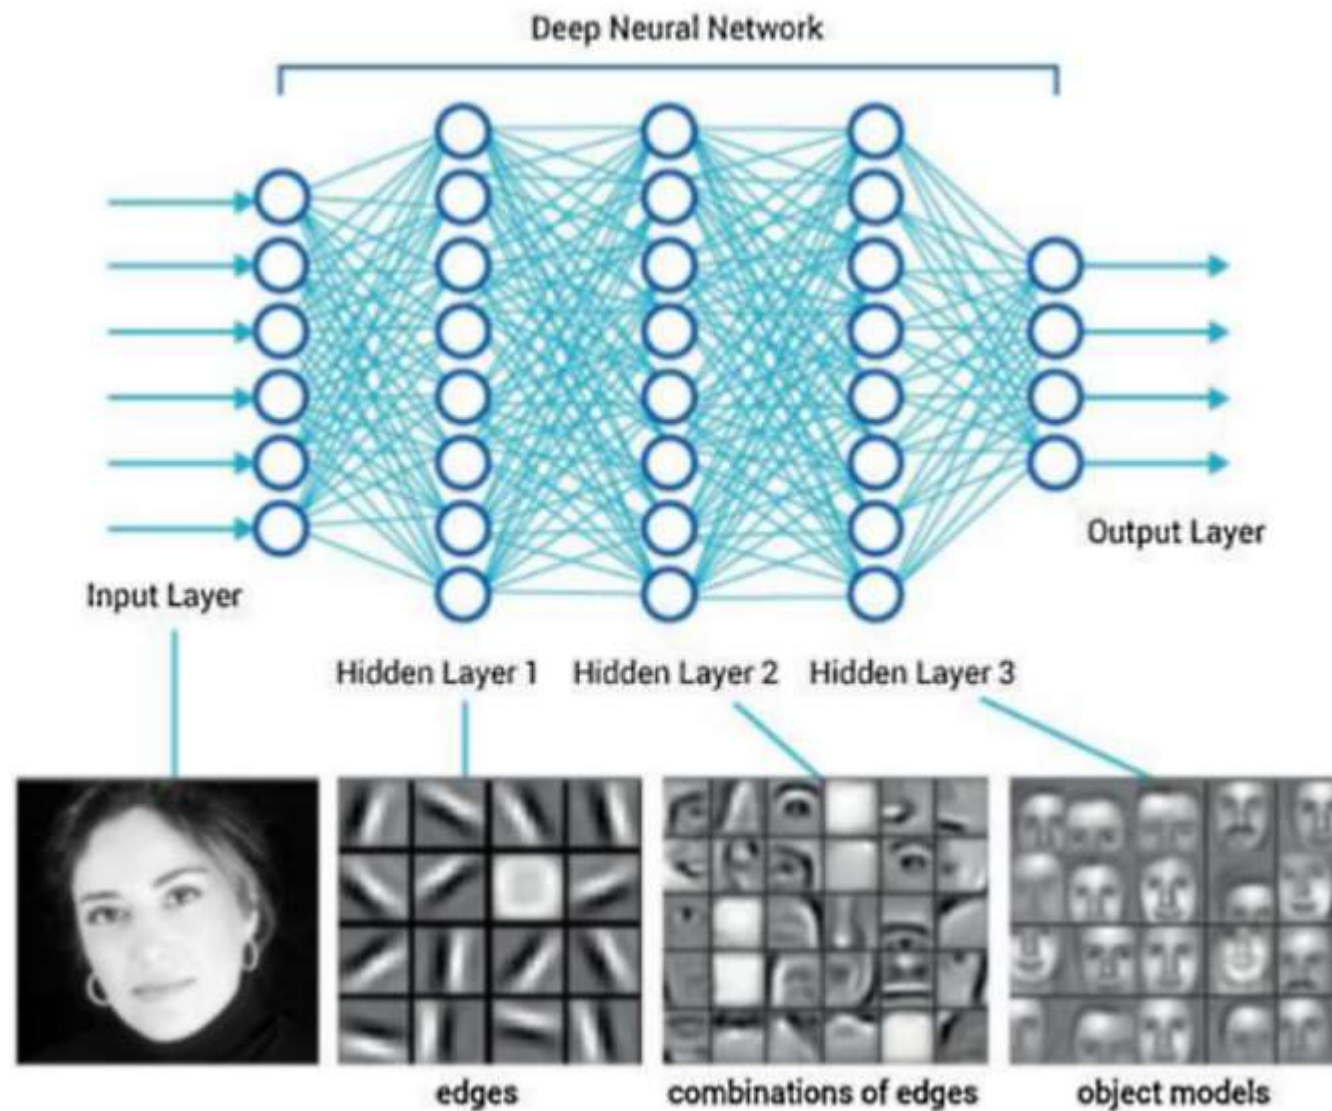 Deep Neural Network
Output Layer
Input Layer
Hidden Layer 1 Hidden Layer 2 Hidden Layer 3
edges combinations of edges object models